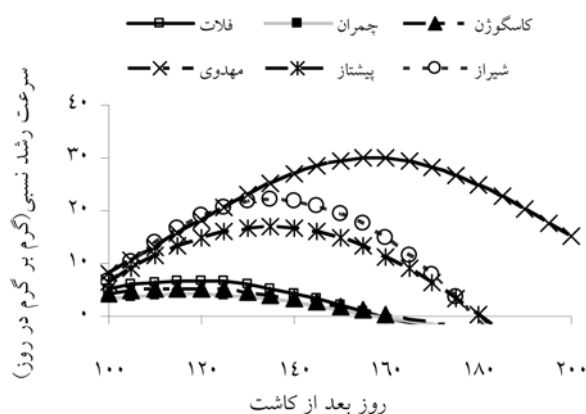 فلات چمران کاسگوژن
مهدوی پیشتاز شیراز
سرعت رشد نسبی (گرم بر گرم در روز)
۴۰
۳۰
۲۰
۱۰
۰
۱۰۰ ۱۲۰ ۱۴۰ ۱۶۰ ۱۸۰ ۲۰۰
روز بعد از کاشت